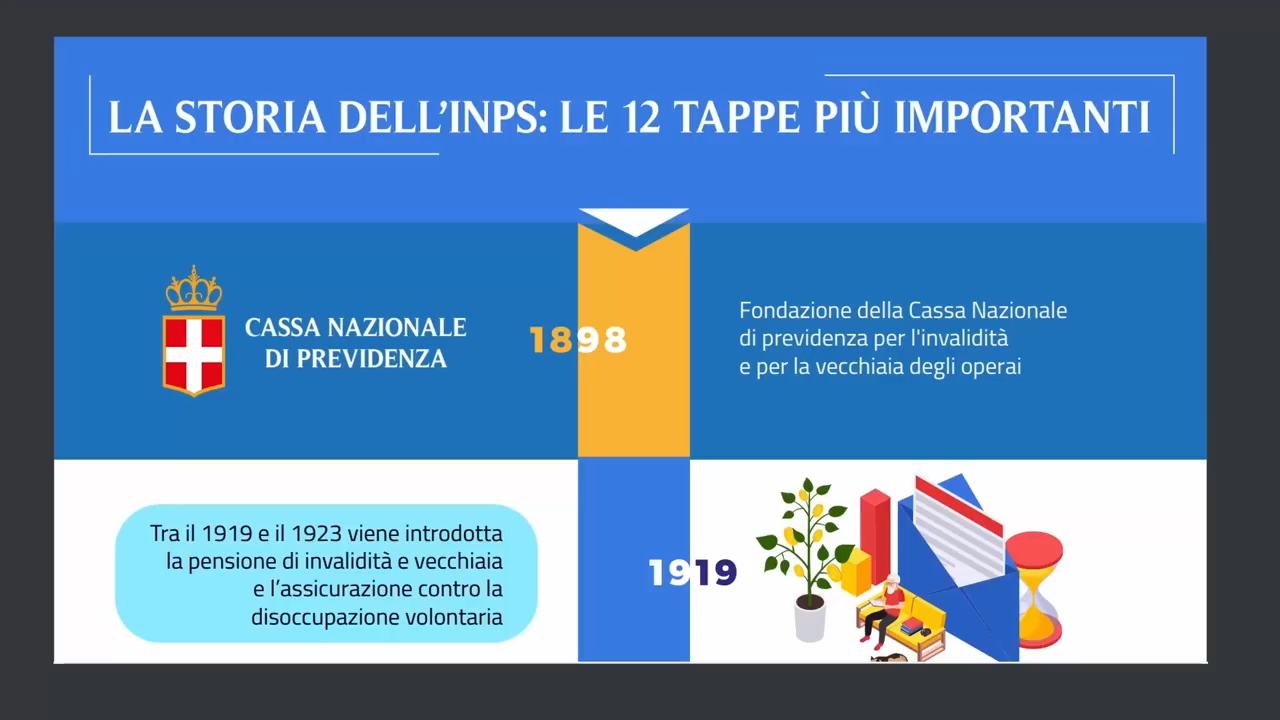 LA STORIA DELL’INPS: LE 12 TAPPE PIÙ IMPORTANTI
CASSA NAZIONALE
DI PREVIDENZA
1898
Fondazione della Cassa Nazionale
di previdenza per l'invalidità
e per la vecchiaia degli operai
Tra il 1919 e il 1923 viene introdotta
la pensione di invalidità e vecchiaia
e l’assicurazione contro la
disoccupazione volontaria
1919